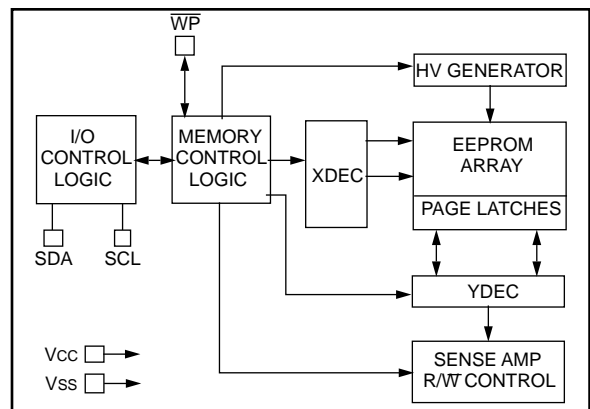 W̅P̅
HV GENERATOR
I/O
CONTROL
LOGIC
MEMORY
CONTROL
LOGIC
XDEC
EEPROM
ARRAY
PAGE LATCHES
SDA
SCL
YDEC
Vcc
Vss
SENSE AMP
R/W̅ CONTROL